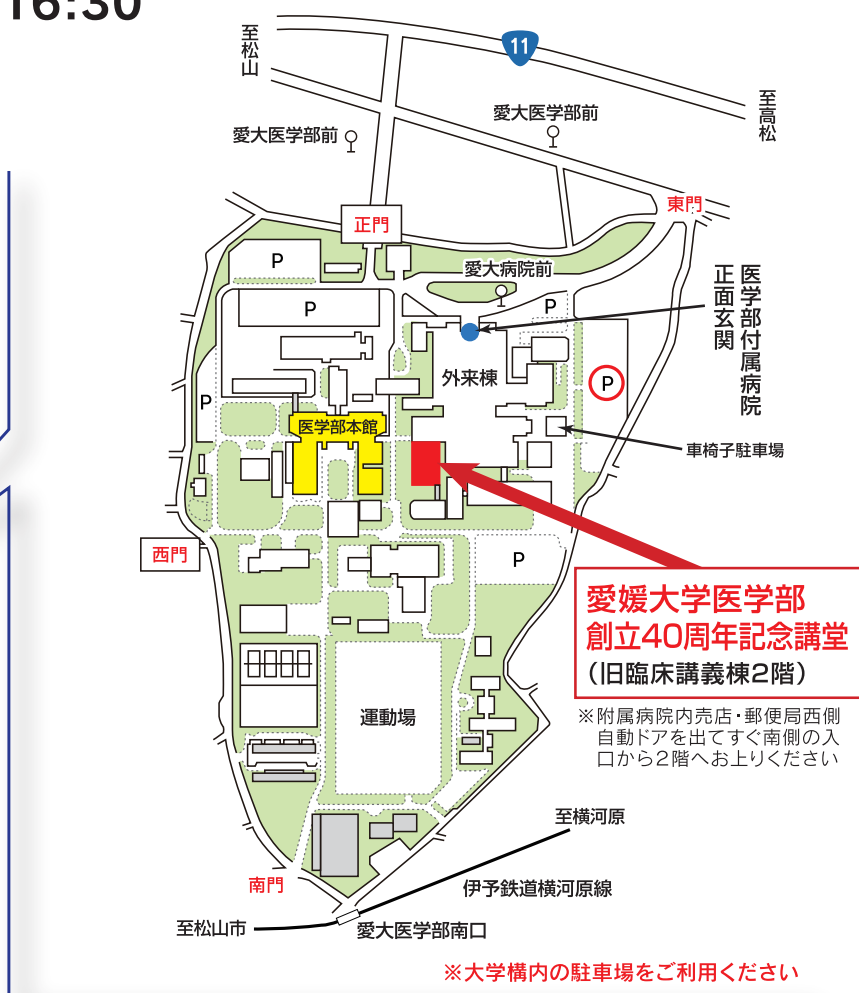 16:30
至松山
11
至高松
愛大医学部前
愛大医学部前
東門
正門
P
愛大病院前
医学部付属病院
正面玄関
P
P
外来棟
P
P
医学部本館
車椅子駐車場
西門
P
愛媛大学医学部
創立40周年記念講堂
(旧臨床講義棟2階)
※附属病院内売店・郵便局西側
自動ドアを出てすぐ南側の入
口から2階へお上りください
運動場
至横河原
南門
伊予鉄道横河原線
至松山市
愛大医学部南口
※大学構内の駐車場をご利用ください